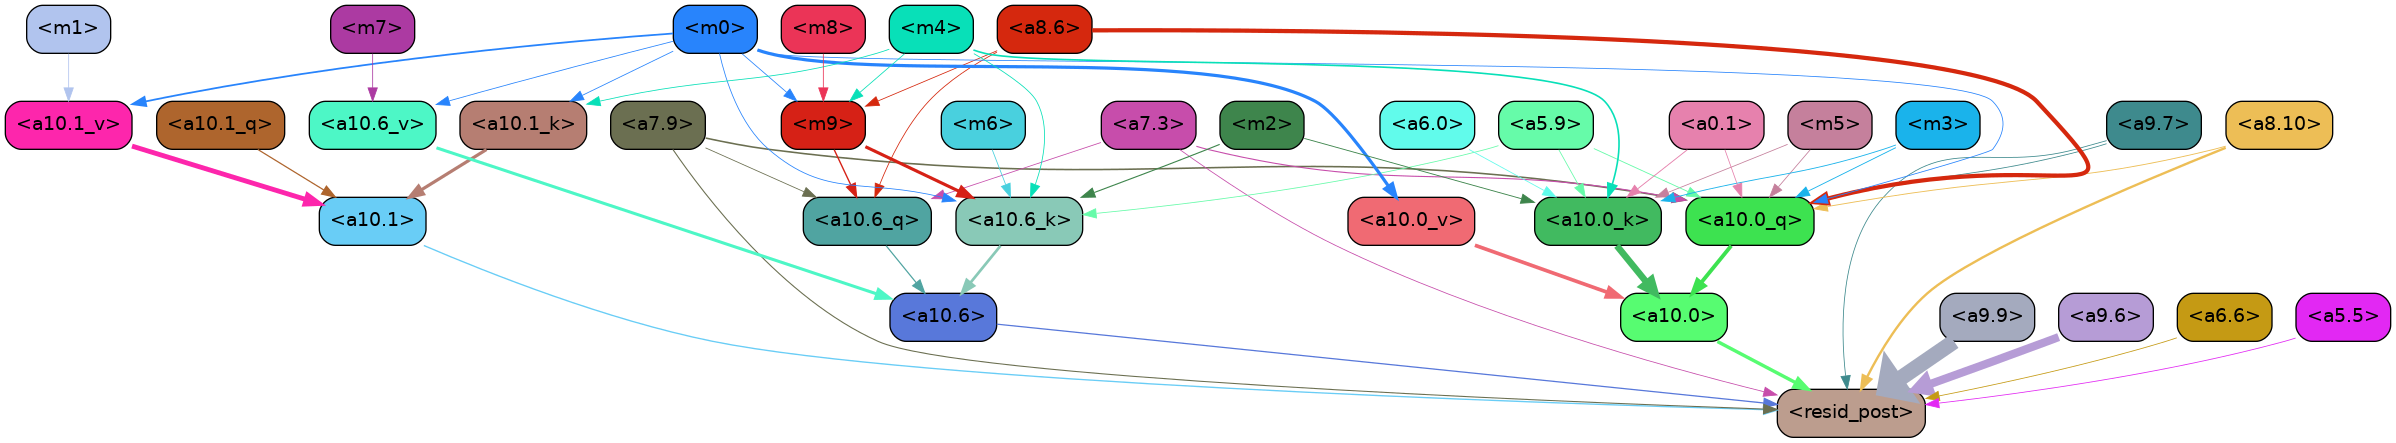 <m1> <m7> <m0> <m8> <m4> <a8.6>
<a10.1_v> <a10.1_q> <a10.6_v> <a10.1_k> <a7.9> <m9> <m6> <a7.3> <m2> <a6.0> <a5.9> <a0.1> <m5> <m3> <a9.7> <a8.10>
<a10.1> <a10.6_q> <a10.6_k> <a10.0_v> <a10.0_k> <a10.0_q>
<a10.6> <a10.0> <a9.9> <a9.6> <a6.6> <a5.5>
<resid_post>